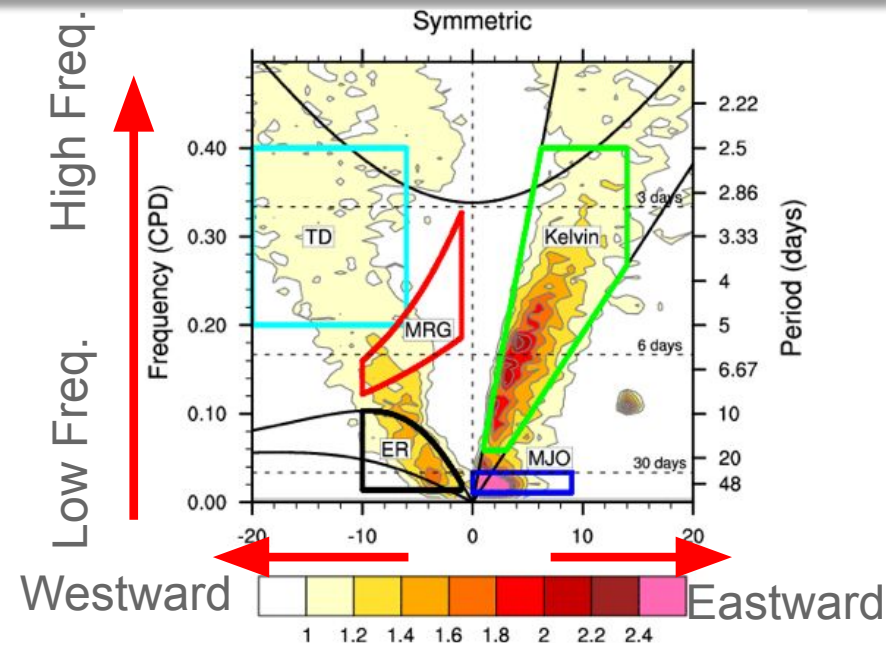 Symmetric
High Freq.
Low Freq.
Frequency (CPD)
0.40
0.30
0.20
0.10
0.00
TD
MRG
ER
Kelvin
MJO
3 days
6 days
30 days
2.22
2.5
2.86
3.33
4
5
6.67
10
20
48
Period (days)
-20 -10 0 10 20
Westward
Eastward
1 1.2 1.4 1.6 1.8 2 2.2 2.4